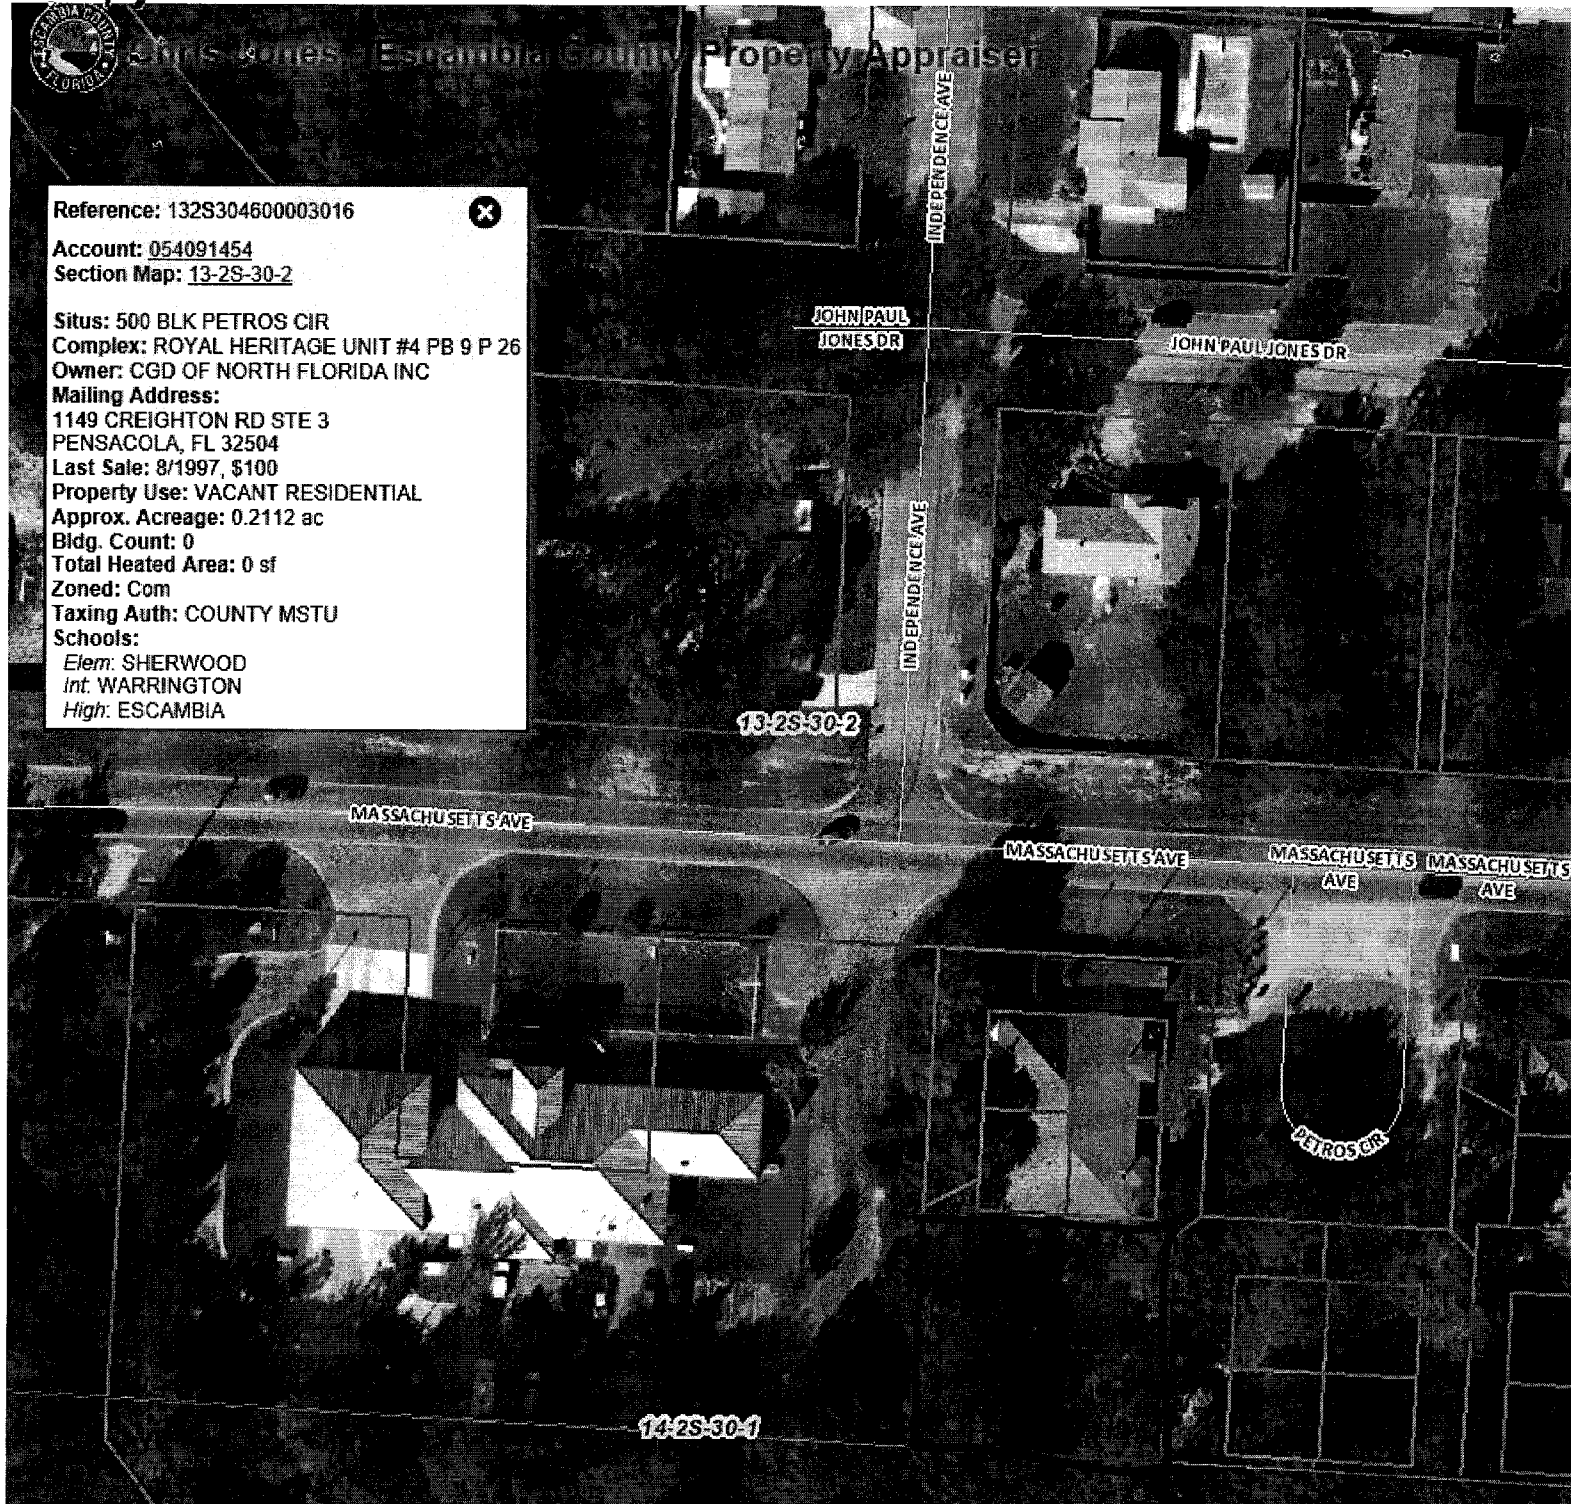 ESCAMBIA COUNTY
FLORIDA
Chris Jones - Escambia County Property Appraiser
Reference: 132S304600003016
Account: 054091454
Section Map: 13-2S-30-2
Situs: 500 BLK PETROS CIR
Complex: ROYAL HERITAGE UNIT #4 PB 9 P 26
Owner: CGD OF NORTH FLORIDA INC
Mailing Address:
1149 CREIGHTON RD STE 3
PENSACOLA, FL 32504
Last Sale: 8/1997, $100
Property Use: VACANT RESIDENTIAL
Approx. Acreage: 0.2112 ac
Bldg. Count: 0
Total Heated Area: 0 sf
Zoned: Com
Taxing Auth: COUNTY MSTU
Schools:
Elem: SHERWOOD
Int: WARRINGTON
High: ESCAMBIA
INDEPENDENCE AVE
JOHN PAUL
JONES DR
JOHN PAUL JONES DR
INDEPENDENCE AVE
13-2S-30-2
MASSACHUSETTS AVE
MASSACHUSETTS AVE
MASSACHUSETTS
AVE
MASSACHUSETTS
AVE
PETROS CIR
14-2S-30-1